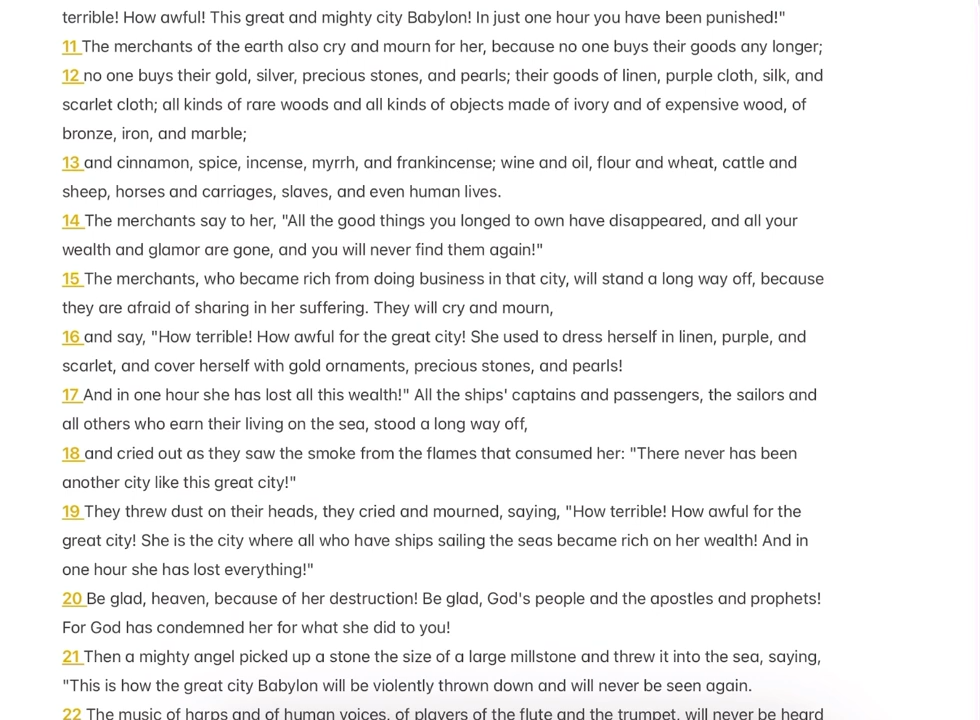 terrible! How awful! This great and mighty city Babylon! In just one hour you have been punished!"
11 The merchants of the earth also cry and mourn for her, because no one buys their goods any longer;
12 no one buys their gold, silver, precious stones, and pearls; their goods of linen, purple cloth, silk, and
scarlet cloth; all kinds of rare woods and all kinds of objects made of ivory and of expensive wood, of
bronze, iron, and marble;
13 and cinnamon, spice, incense, myrrh, and frankincense; wine and oil, flour and wheat, cattle and
sheep, horses and carriages, slaves, and even human lives.
14 The merchants say to her, "All the good things you longed to own have disappeared, and all your
wealth and glamor are gone, and you will never find them again!"
15 The merchants, who became rich from doing business in that city, will stand a long way off, because
they are afraid of sharing in her suffering. They will cry and mourn,
16 and say, "How terrible! How awful for the great city! She used to dress herself in linen, purple, and
scarlet, and cover herself with gold ornaments, precious stones, and pearls!
17 And in one hour she has lost all this wealth!" All the ships' captains and passengers, the sailors and
all others who earn their living on the sea, stood a long way off,
18 and cried out as they saw the smoke from the flames that consumed her: "There never has been
another city like this great city!"
19 They threw dust on their heads, they cried and mourned, saying, "How terrible! How awful for the
great city! She is the city where all who have ships sailing the seas became rich on her wealth! And in
one hour she has lost everything!"
20 Be glad, heaven, because of her destruction! Be glad, God's people and the apostles and prophets!
For God has condemned her for what she did to you!
21 Then a mighty angel picked up a stone the size of a large millstone and threw it into the sea, saying,
"This is how the great city Babylon will be violently thrown down and will never be seen again.
22 The music of harps and of human voices, of players of the flute and the trumpet, will never be heard